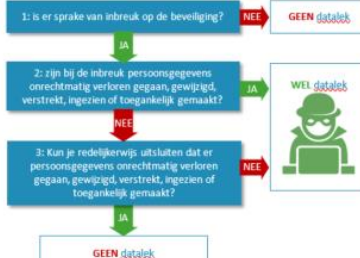 1: is er sprake van inbreuk op de beveiliging?
NEE
GEEN datalek
JA
2: zijn bij de inbreuk persoonsgegevens
onrechtmatig verloren gegaan, gewijzigd,
verstrekt, ingezien of toegankelijk gemaakt?
JA
WEL datalek
NEE
3: Kun je redelijkerwijs uitsluiten dat er
persoonsgegevens onrechtmatig verloren
gegaan, gewijzigd, verstrekt, ingezien of
toegankelijk gemaakt?
NEE
JA
GEEN datalek